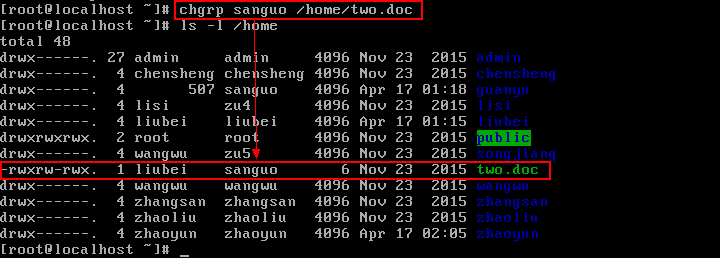 [root@localhost ~]# chgrp sanguo /home/two.doc
[root@localhost ~]# ls -l /home
total 48
drwx------. 27 admin admin 4096 Nov 23 2015 admin
drwx------. 4 chensheng chensheng 4096 Nov 23 2015 chensheng
drwx------. 4 507 sanguo 4096 Apr 17 01:18 guanyu
drwx------. 4 lisi zu4 4096 Nov 23 2015 lisi
drwx------. 4 liubei liubei 4096 Apr 17 01:15 liubei
drwxrwxrwx. 2 root root 4096 Nov 23 2015 public
drwx------. 4 wangwu zu5 4096 Nov 23 2015 songjiang
-rwxrw-rwx. 1 liubei sanguo 6 Nov 23 2015 two.doc
drwx------. 4 wangwu wangwu 4096 Nov 23 2015 wangwu
drwx------. 4 zhangsan zhangsan 4096 Nov 23 2015 zhangsan
drwx------. 4 zhaoliu zhaoliu 4096 Nov 23 2015 zhaoliu
drwx------. 4 zhaoyun zhaoyun 4096 Apr 17 02:05 zhaoyun
[root@localhost ~]# _